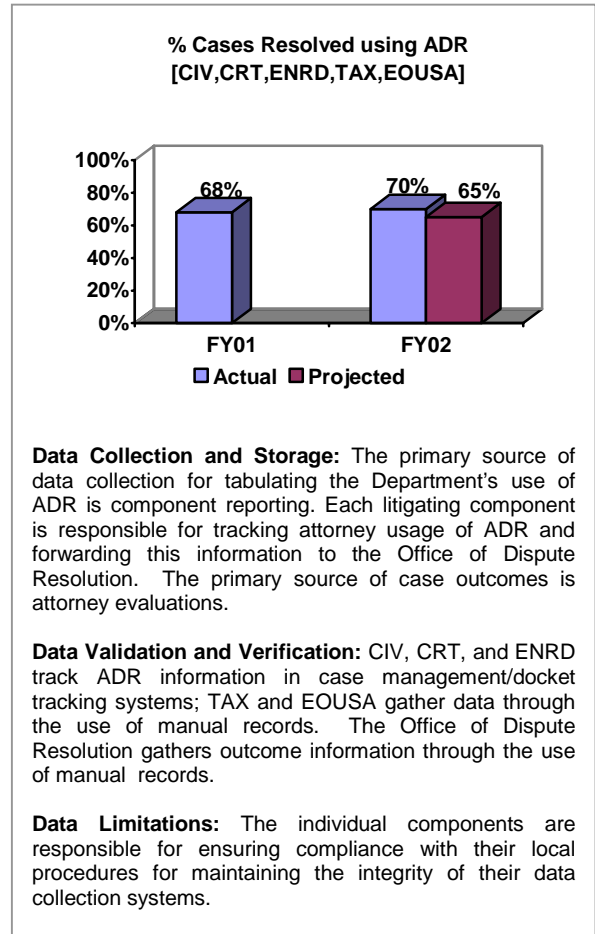 % Cases Resolved using ADR
[CIV,CRT,ENRD,TAX,EOUSA]
100%
80%
60%
40%
20%
0%
68%
70%
65%
FY01
FY02
Actual
Projected
Data Collection and Storage: The primary source of
data collection for tabulating the Department's use of
ADR is component reporting. Each litigating component
is responsible for tracking attorney usage of ADR and
forwarding this information to the Office of Dispute
Resolution. The primary source of case outcomes is
attorney evaluations.
Data Validation and Verification: CIV, CRT, and ENRD
track ADR information in case management/docket
tracking systems; TAX and EOUSA gather data through
the use of manual records. The Office of Dispute
Resolution gathers outcome information through the use
of manual records.
Data Limitations: The individual components are
responsible for ensuring compliance with their local
procedures for maintaining the integrity of their data
collection systems.